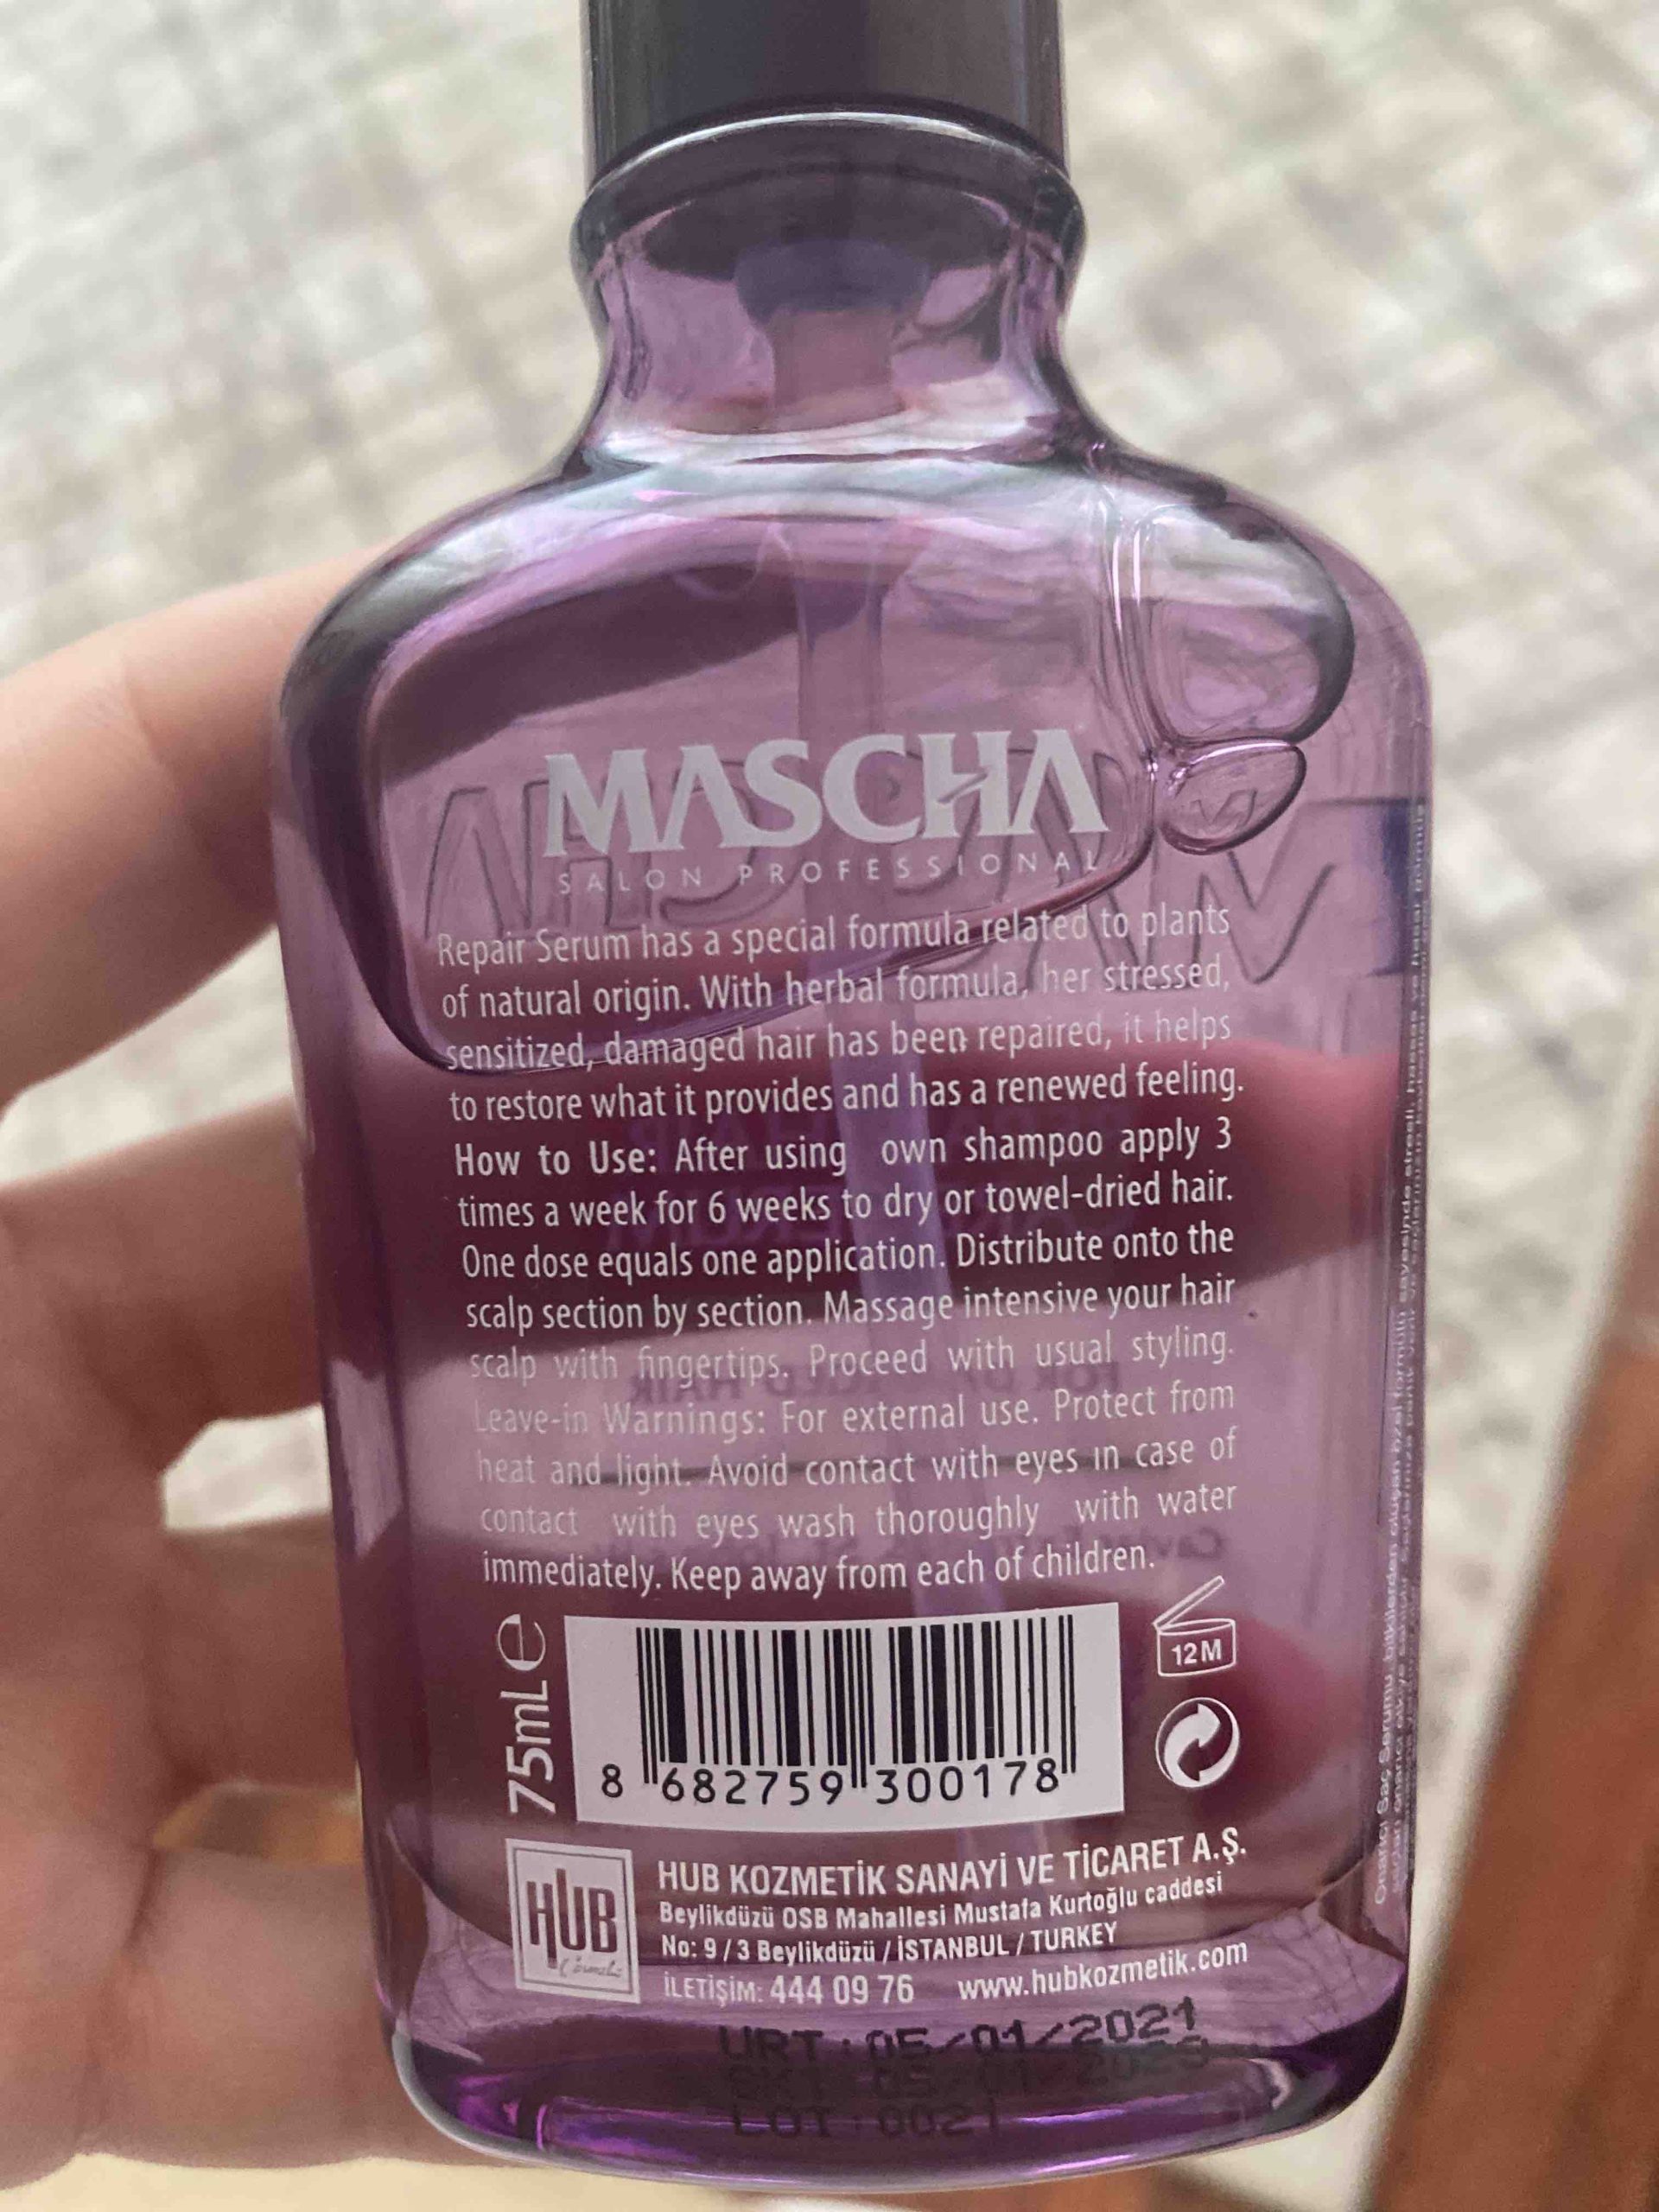 MASCHA
SALON PROFESSIONAL
Repair Serum has a special formula related to plants
of natural origin. With herbal formula, her stressed,
sensitized, damaged hair has been repaired, it helps
to restore what it provides and has a renewed feeling.
How to Use: After using own shampoo apply 3
times a week for 6 weeks to dry or towel-dried hair.
One dose equals one application. Distribute onto the
scalp section by section. Massage intensive your hair
scalp with fingertips. Proceed with usual styling.
Leave-in Warnings: For external use. Protect from
heat and light. Avoid contact with eyes in case of
contact with eyes wash thoroughly with water
immediately. Keep away from each of children.
75mL e
12M
8 682759 300178
HUB
HUB KOZMETİK SANAYİ VE TİCARET A.Ş.
Beylikdüzü OSB Mahallesi Mustafa Kurtoğlu caddesi
No: 9 / 3 Beylikdüzü / İSTANBUL / TURKEY
İLETİŞİM: 444 09 76 www.hubkozmetik.com
URT : 05/01/2021
LOT : 0021